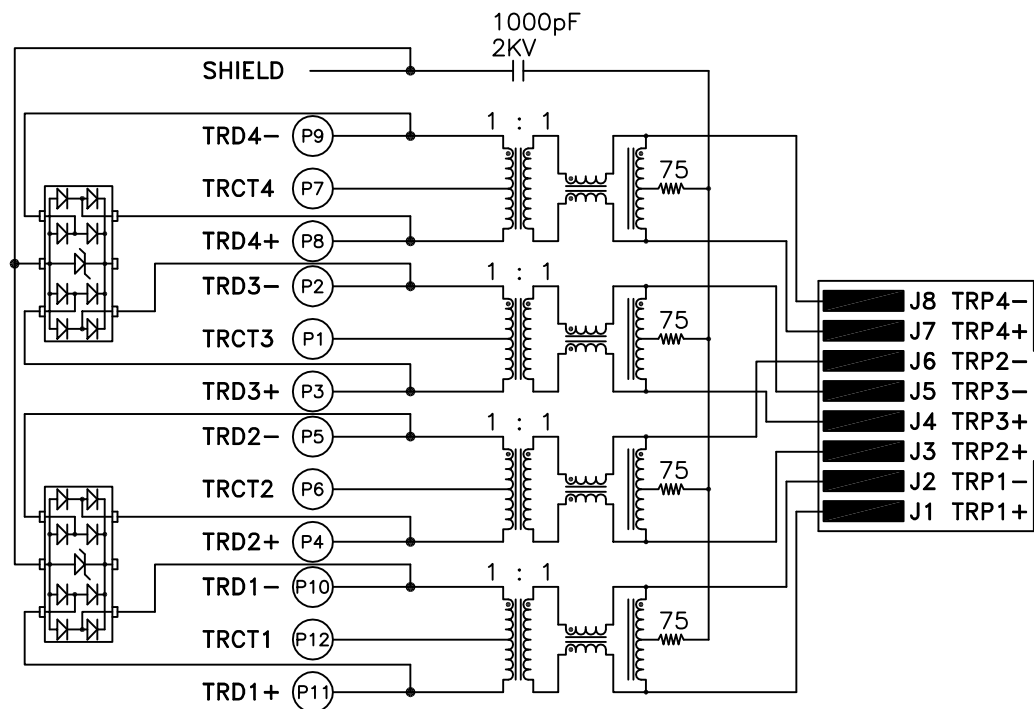 1000pF
2KV
SHIELD
1 : 1
TRD4- P9
75
TRCT4 P7
TRD4+ P8
1 : 1
TRD3- P2
J8 TRP4-
75
TRCT3 P1
J7 TRP4+
J6 TRP2-
TRD3+ P3
J5 TRP3-
1 : 1
J4 TRP3+
TRD2- P5
J3 TRP2+
75
TRCT2 P6
J2 TRP1-
J1 TRP1+
TRD2+ P4
1 : 1
TRD1- P10
75
TRCT1 P12
TRD1+ P11